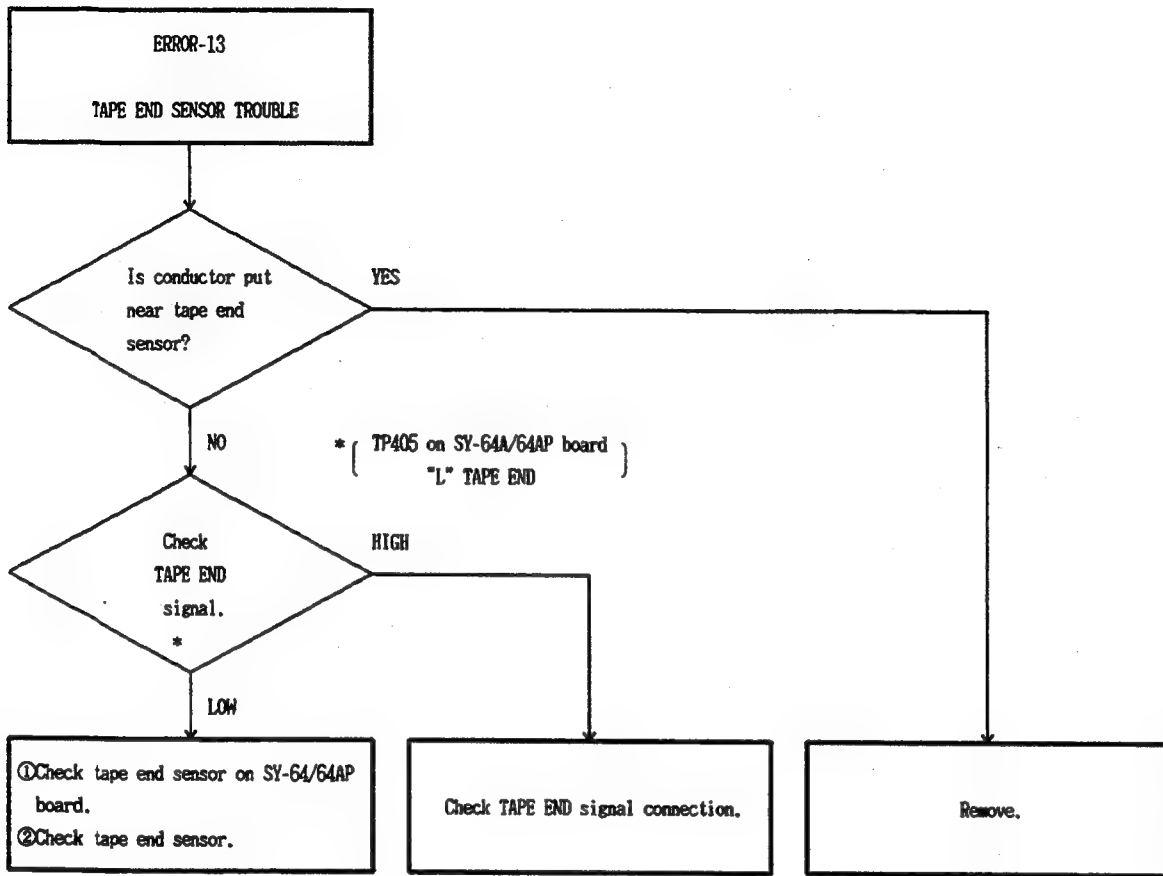 ERROR-13
TAPE END SENSOR TROUBLE
Is conductor put
near tape end
sensor?
YES
NO
* ( TP405 on SY-64A/64AP board )
"L" TAPE END
Check
TAPE END
signal.
*
HIGH
LOW
①Check tape end sensor on SY-64/64AP
board.
②Check tape end sensor.
Check TAPE END signal connection.
Remove.